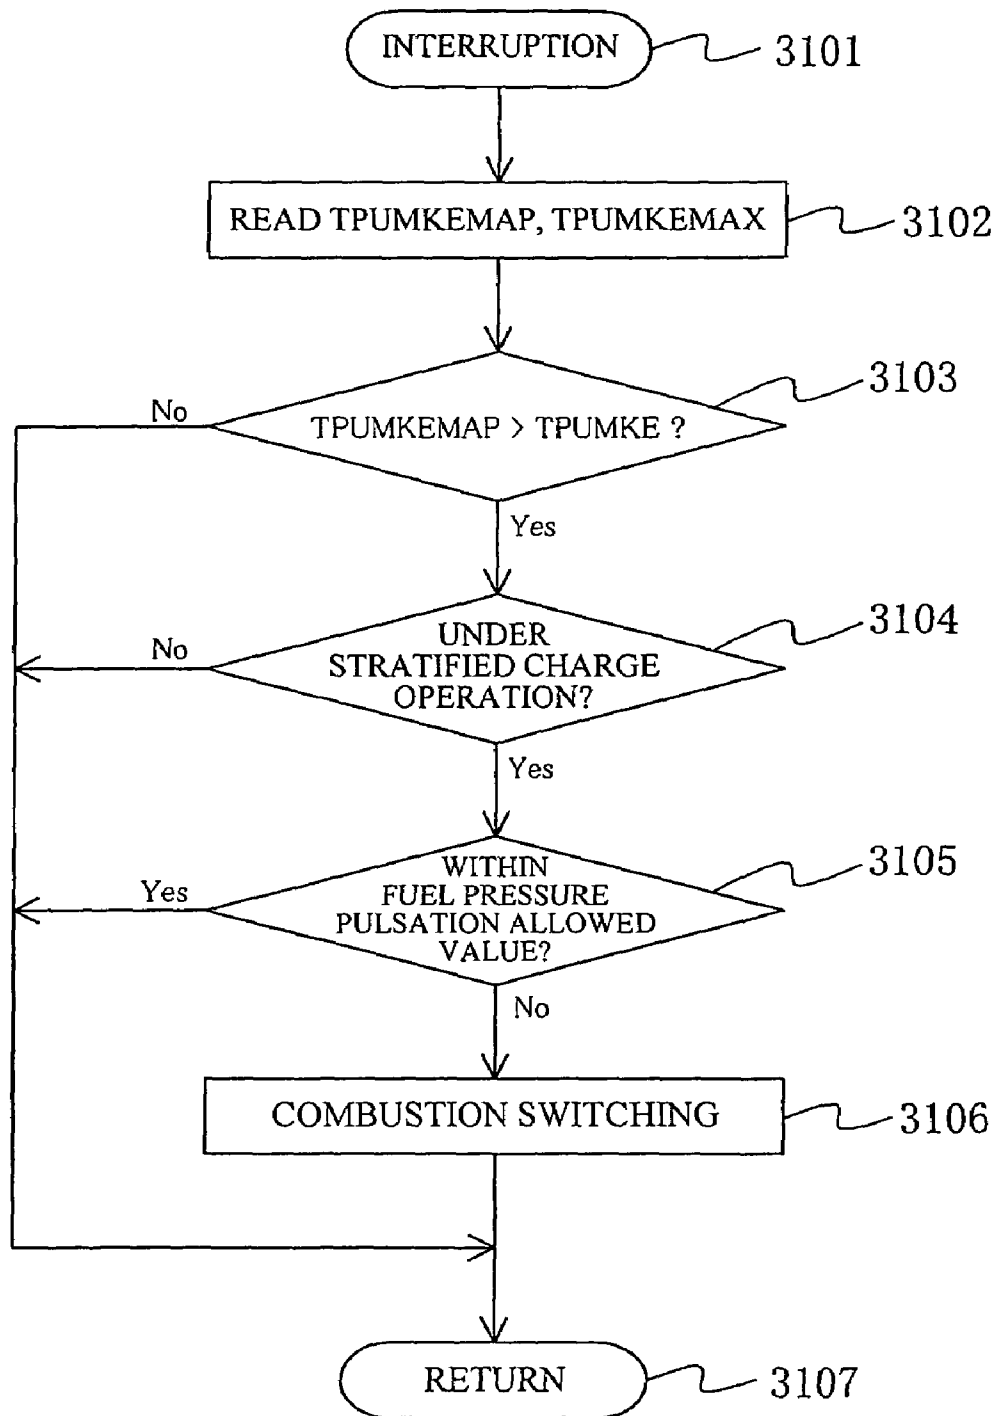 INTERRUPTION
3101
READ TPUMKEMAP, TPUMKEMAX
3102
3103
No
TPUMKEMAP > TPUMKE ?
Yes
3104
No
UNDER
STRATIFIED CHARGE
OPERATION?
Yes
3105
Yes
WITHIN
FUEL PRESSURE
PULSATION ALLOWED
VALUE?
No
COMBUSTION SWITCHING
3106
RETURN
3107